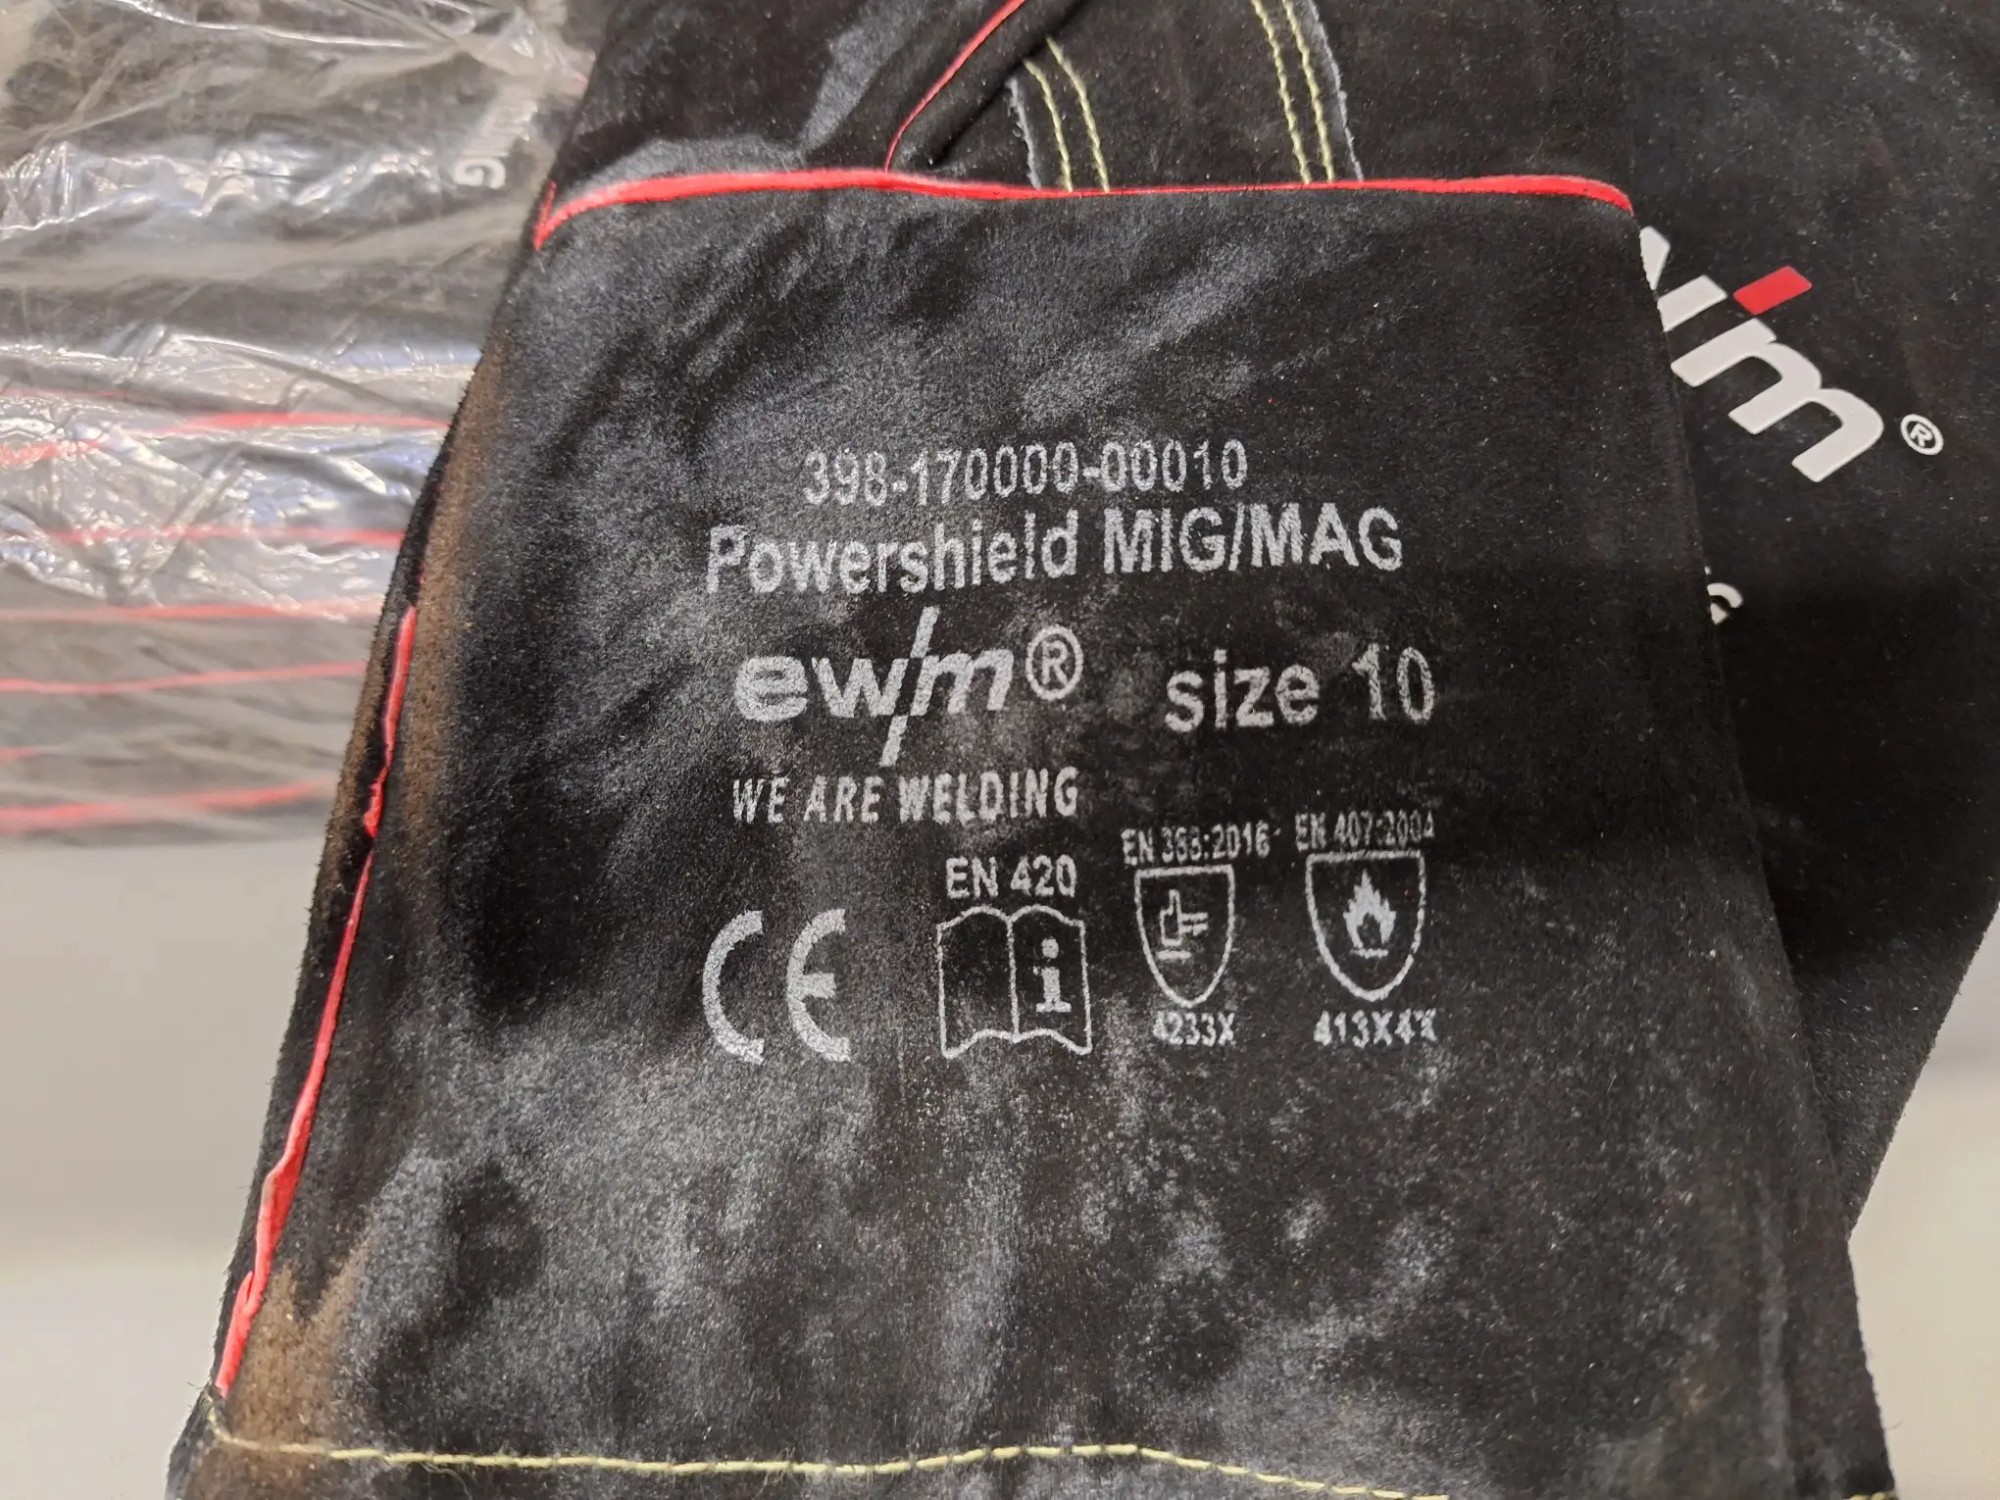 398-170000-00010
Powershield MIG/MAG
ewm® size 10
WE ARE WELDING
EN 388:2016 EN 407:2004
EN 420
CE
4233X 413X4X
m®